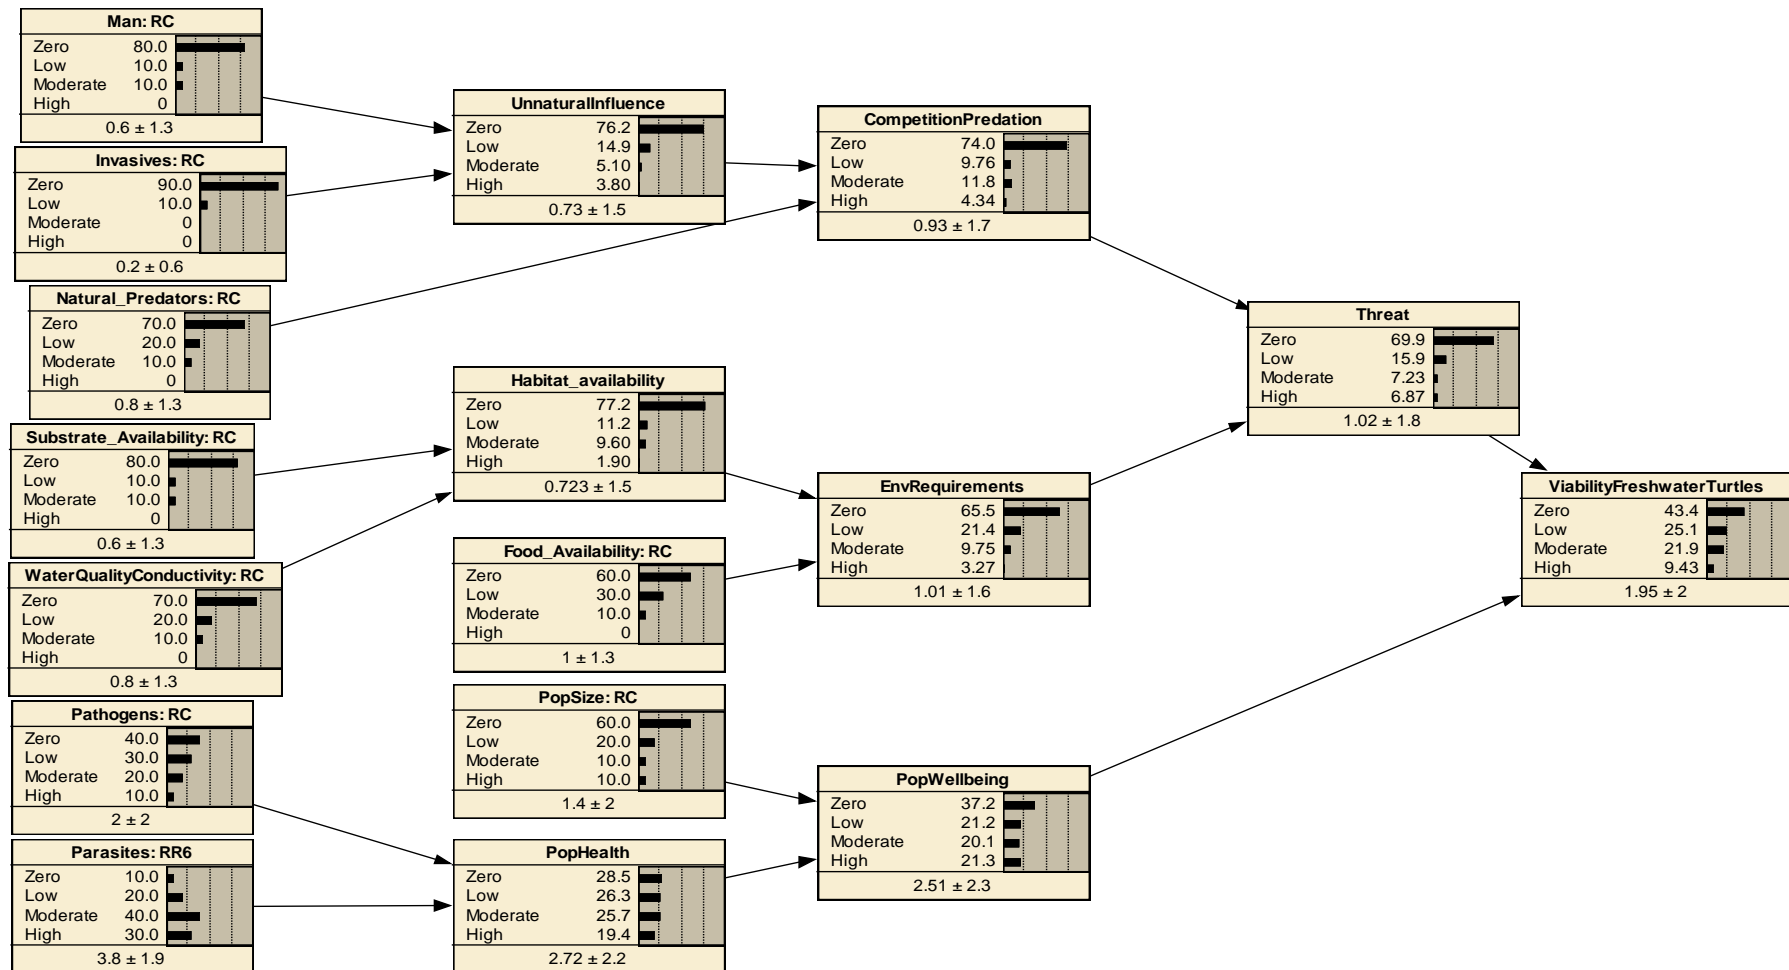 Man: RC
Zero 80.0
Low 10.0
Moderate 10.0
High 0
0.6 ± 1.3
Invasives: RC
Zero 90.0
Low 10.0
Moderate 0
High 0
0.2 ± 0.6
Natural_Predators: RC
Zero 70.0
Low 20.0
Moderate 10.0
High 0
0.8 ± 1.3
Substrate_Availability: RC
Zero 80.0
Low 10.0
Moderate 10.0
High 0
0.6 ± 1.3
WaterQualityConductivity: RC
Zero 70.0
Low 20.0
Moderate 10.0
High 0
0.8 ± 1.3
Pathogens: RC
Zero 40.0
Low 30.0
Moderate 20.0
High 10.0
2 ± 2
Parasites: RR6
Zero 10.0
Low 20.0
Moderate 40.0
High 30.0
3.8 ± 1.9
UnnaturalInfluence
Zero 76.2
Low 14.9
Moderate 5.10
High 3.80
0.73 ± 1.5
Habitat_availability
Zero 77.2
Low 11.2
Moderate 9.60
High 1.90
0.723 ± 1.5
Food_Availability: RC
Zero 60.0
Low 30.0
Moderate 10.0
High 0
1 ± 1.3
PopSize: RC
Zero 60.0
Low 20.0
Moderate 10.0
High 10.0
1.4 ± 2
PopHealth
Zero 28.5
Low 26.3
Moderate 25.7
High 19.4
2.72 ± 2.2
CompetitionPredation
Zero 74.0
Low 9.76
Moderate 11.8
High 4.34
0.93 ± 1.7
EnvRequirements
Zero 65.5
Low 21.4
Moderate 9.75
High 3.27
1.01 ± 1.6
PopWellbeing
Zero 37.2
Low 21.2
Moderate 20.1
High 21.3
2.51 ± 2.3
Threat
Zero 69.9
Low 15.9
Moderate 7.23
High 6.87
1.02 ± 1.8
ViabilityFreshwaterTurtles
Zero 43.4
Low 25.1
Moderate 21.9
High 9.43
1.95 ± 2